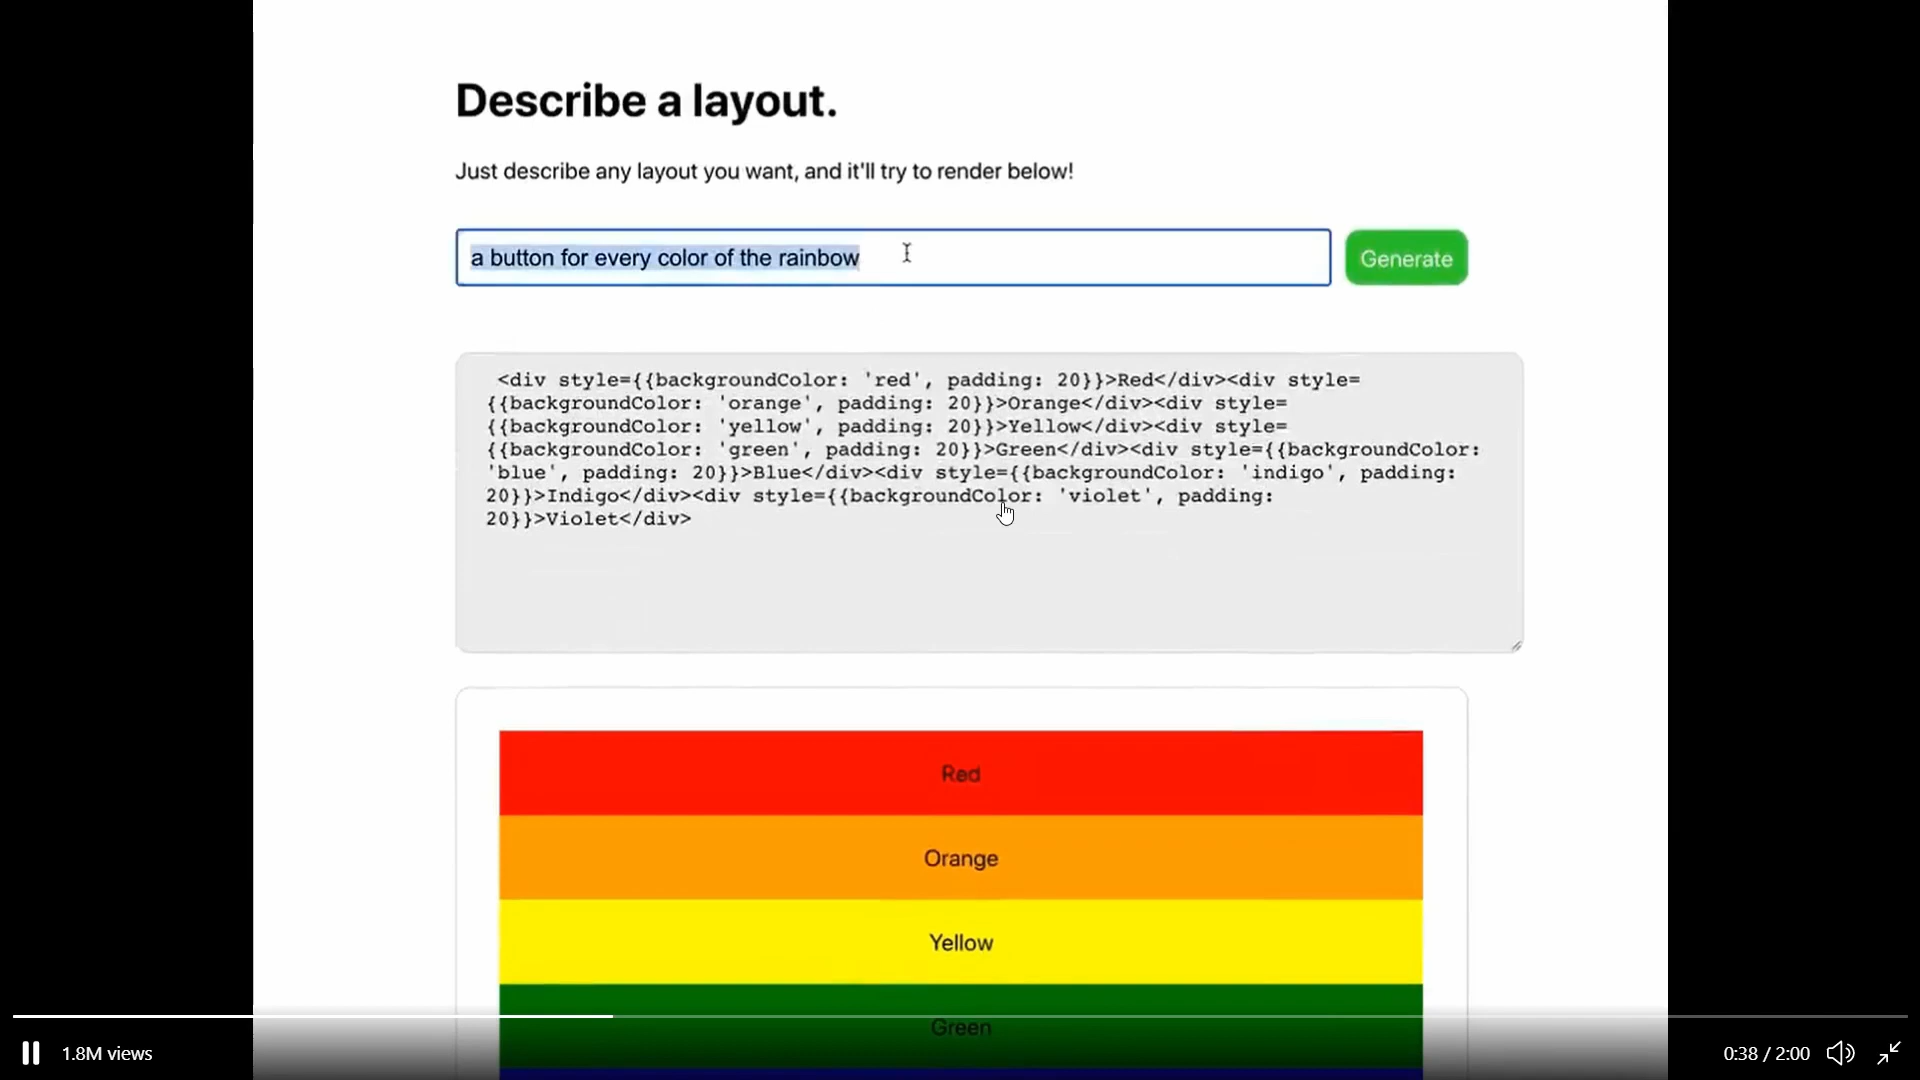 Describe a layout.
Just describe any layout you want, and it'll try to render below!
a button for every color of the rainbow
Generate
<div style={{backgroundColor: 'red', padding: 20}}>Red</div><div style=
{{backgroundColor: 'orange', padding: 20}}>Orange</div><div style=
{{backgroundColor: 'yellow', padding: 20}}>Yellow</div><div style=
{{backgroundColor: 'green', padding: 20}}>Green</div><div style={{backgroundColor:
'blue', padding: 20}}>Blue</div><div style={{backgroundColor: 'indigo', padding:
20}}>Indigo</div><div style={{backgroundColor: 'violet', padding:
20}}>Violet</div>
Red
Orange
Yellow
Green
1.8M views
0:38 / 2:00